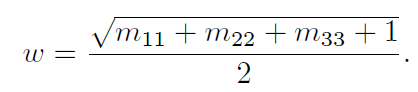 w = \frac{\sqrt{m_{11} + m_{22} + m_{33} + 1}}{2}.